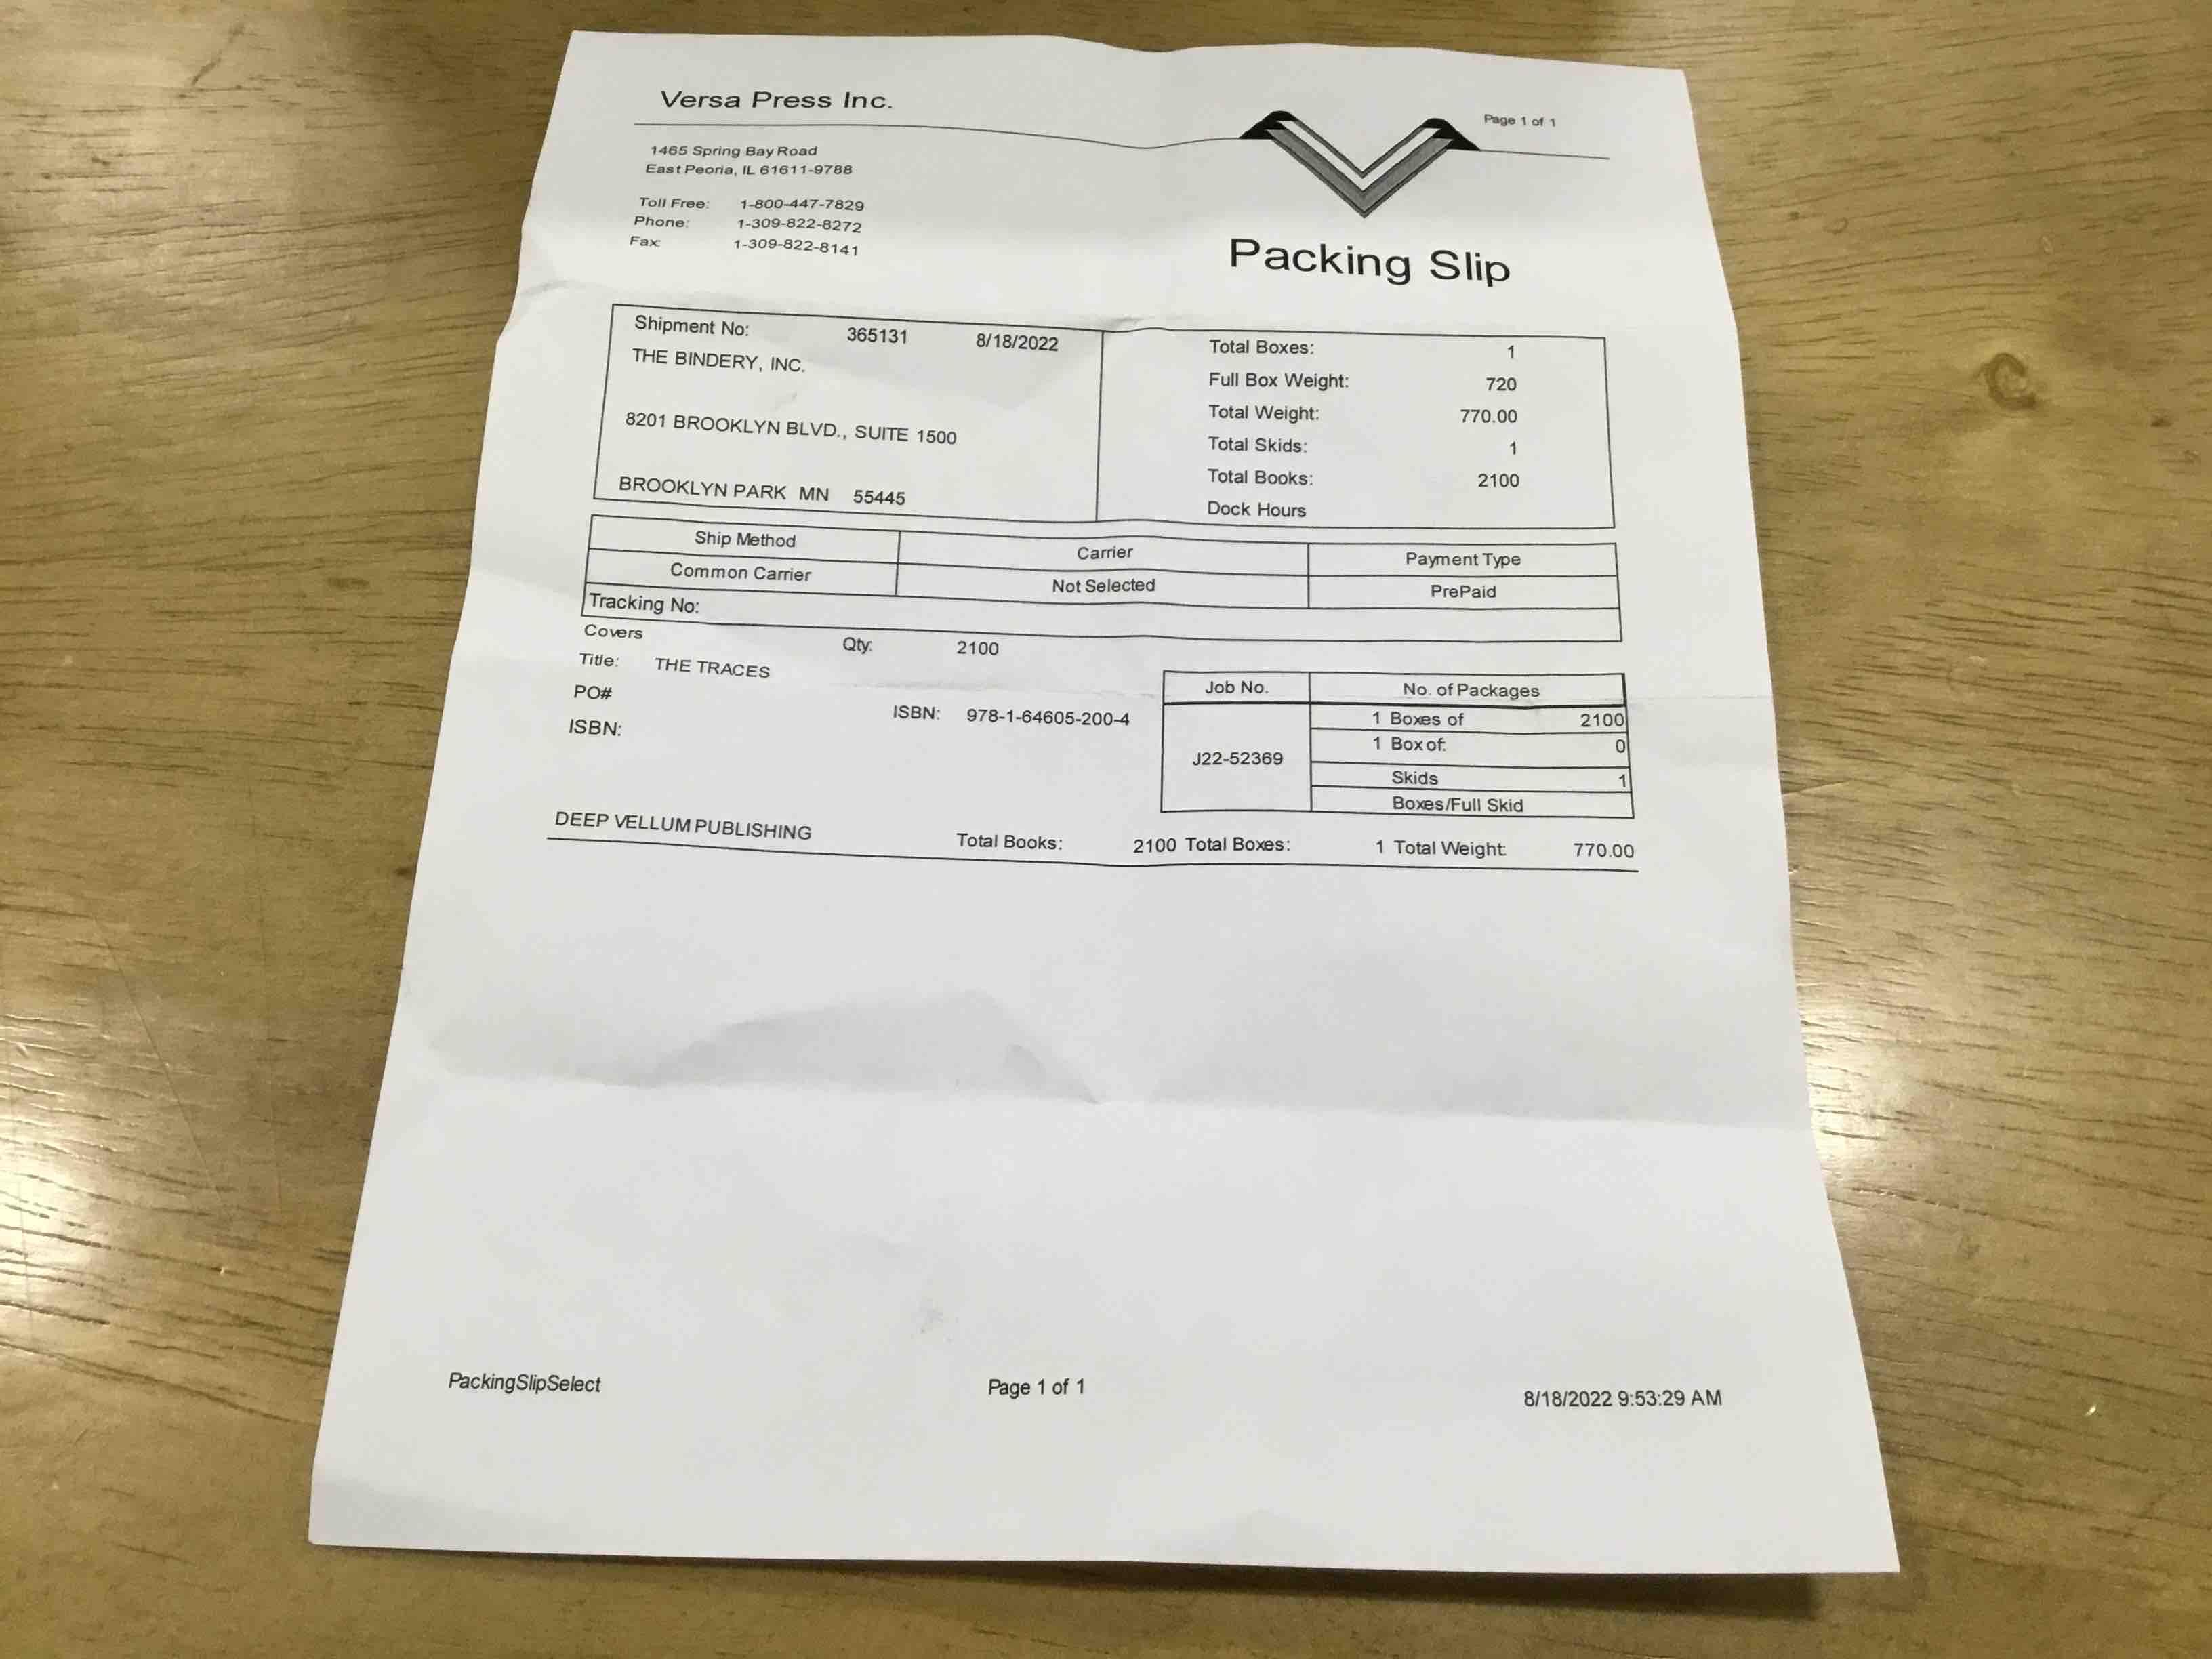 Versa Press Inc.
Page 1 of 1
1465 Spring Bay Road
East Peoria, IL 61611-9788
Toll Free: 1-800-447-7829
Phone: 1-309-822-8272
Fax: 1-309-822-8141
Packing Slip
Shipment No: 365131 8/18/2022
THE BINDERY, INC.
8201 BROOKLYN BLVD., SUITE 1500
BROOKLYN PARK MN 55445
Total Boxes: 1
Full Box Weight: 720
Total Weight: 770.00
Total Skids: 1
Total Books: 2100
Dock Hours
Ship Method Carrier Payment Type
Common Carrier Not Selected PrePaid
Tracking No:
Covers Qty: 2100
Title: THE TRACES
PO#
ISBN: ISBN: 978-1-64605-200-4
Job No. No. of Packages
J22-52369
1 Boxes of 2100
1 Box of: 0
Skids 1
Boxes/Full Skid
DEEP VELLUM PUBLISHING Total Books: 2100 Total Boxes: 1 Total Weight: 770.00
PackingSlipSelect Page 1 of 1 8/18/2022 9:53:29 AM